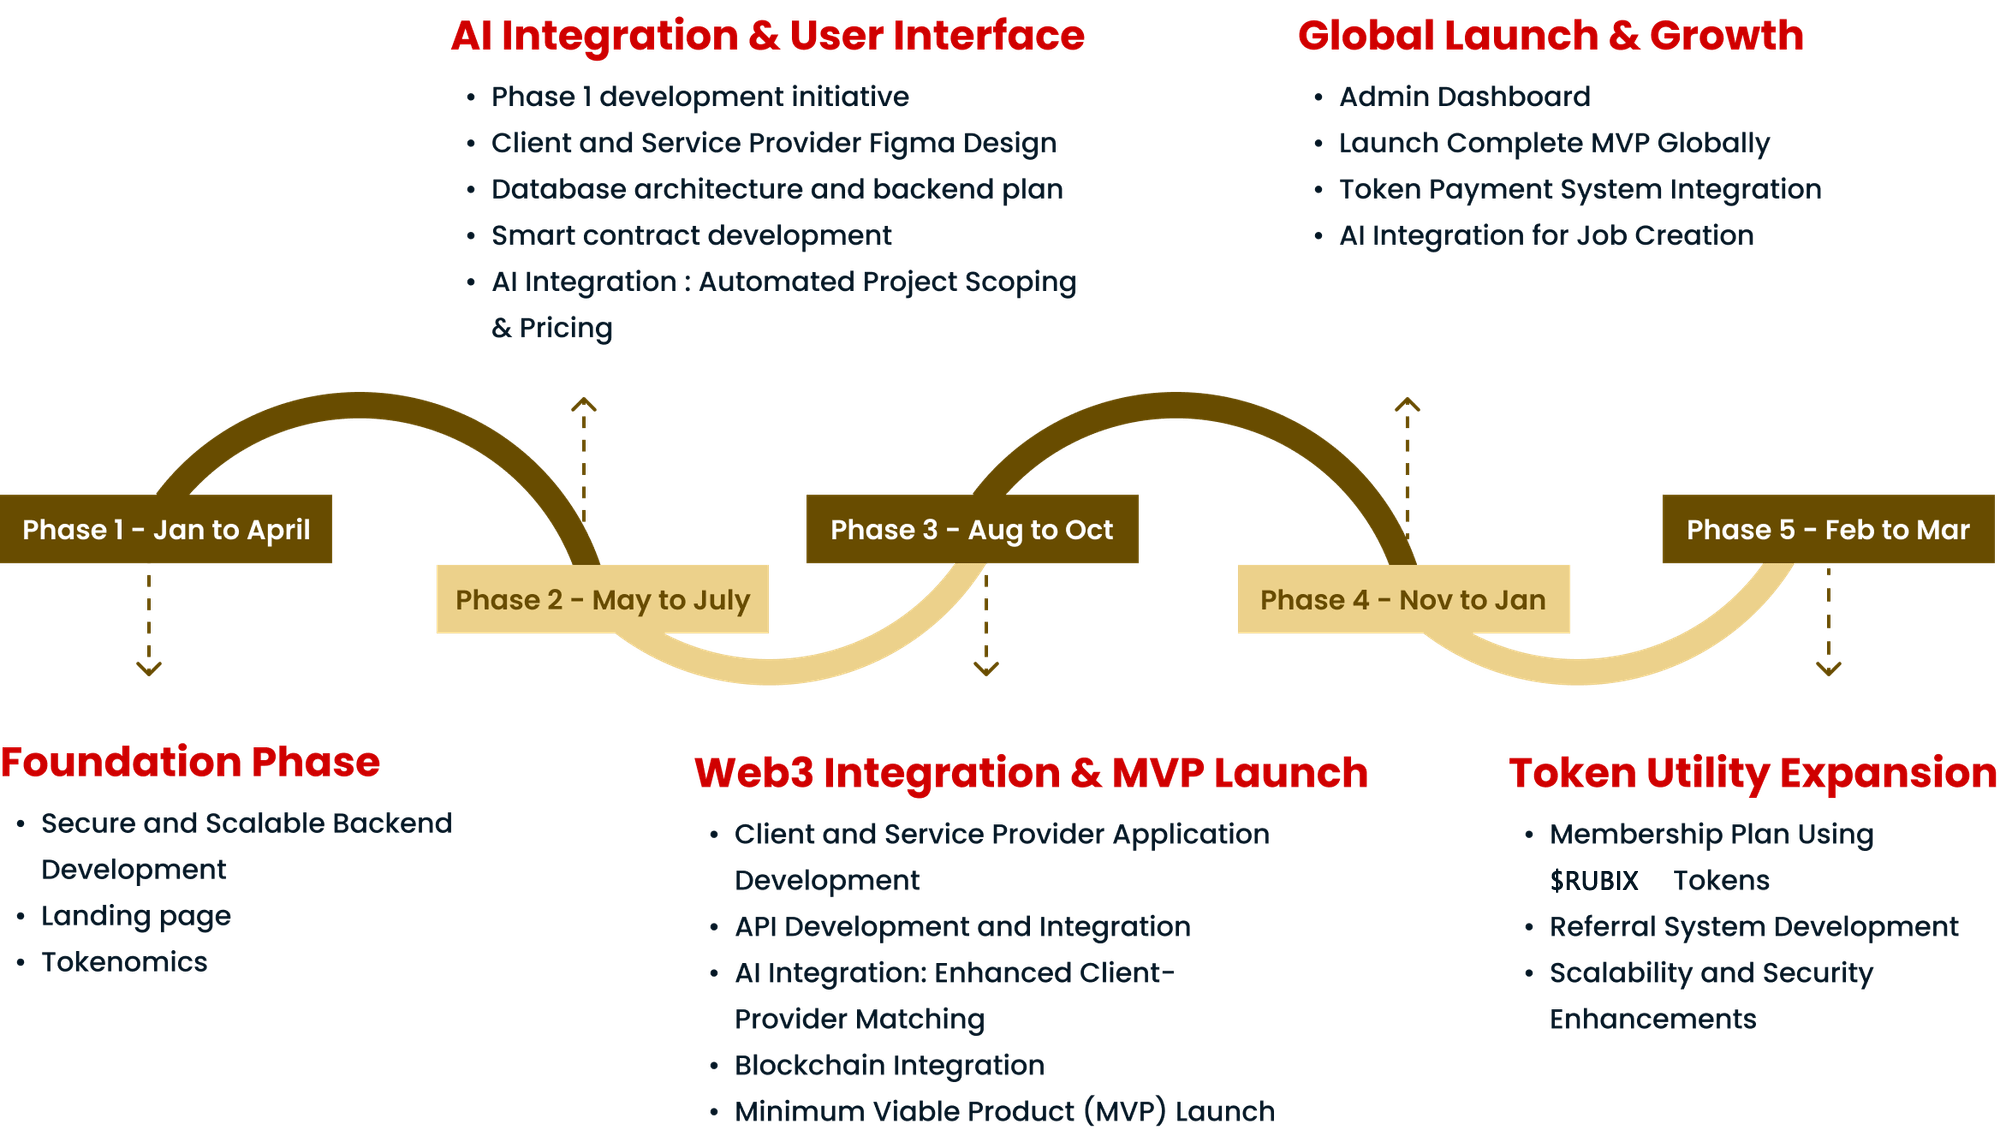 AI Integration & User Interface
• Phase 1 development initiative
• Client and Service Provider Figma Design
• Database architecture and backend plan
• Smart contract development
• AI Integration : Automated Project Scoping
& Pricing
Global Launch & Growth
• Admin Dashboard
• Launch Complete MVP Globally
• Token Payment System Integration
• AI Integration for Job Creation
Phase 1 - Jan to April
Phase 2 - May to July
Phase 3 - Aug to Oct
Phase 4 - Nov to Jan
Phase 5 - Feb to Mar
Foundation Phase
• Secure and Scalable Backend
Development
• Landing page
• Tokenomics
Web3 Integration & MVP Launch
• Client and Service Provider Application
Development
• API Development and Integration
• AI Integration: Enhanced Client-
Provider Matching
• Blockchain Integration
• Minimum Viable Product (MVP) Launch
Token Utility Expansion
• Membership Plan Using
$RUBIX Tokens
• Referral System Development
• Scalability and Security
Enhancements